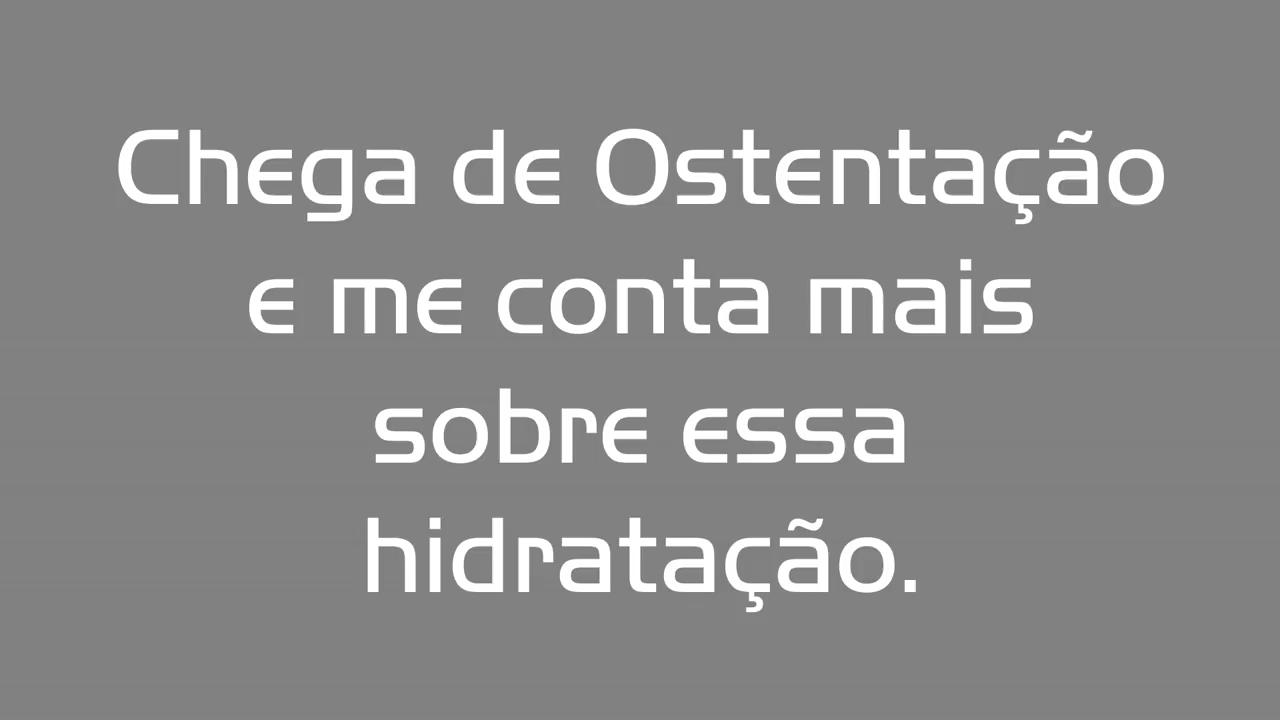 Chega de Ostentação
e me conta mais
sobre essa
hidratação.